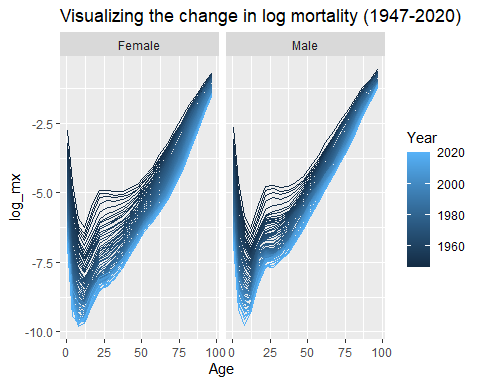 Visualizing the change in log mortality (1947-2020)
Female
Male
log_mx
-2.5
-5.0
-7.5
-10.0
0 25 50 75 100
0 25 50 75 100
Age
Year
2020
2000
1980
1960